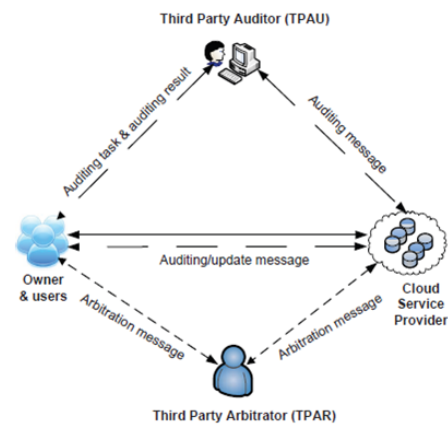 Third Party Auditor (TPAU)
Auditing task & auditing result
Auditing message
Auditing/update message
Owner
& users
Cloud
Service
Provider
Arbitration message
Arbitration message
Third Party Arbitrator (TPAR)